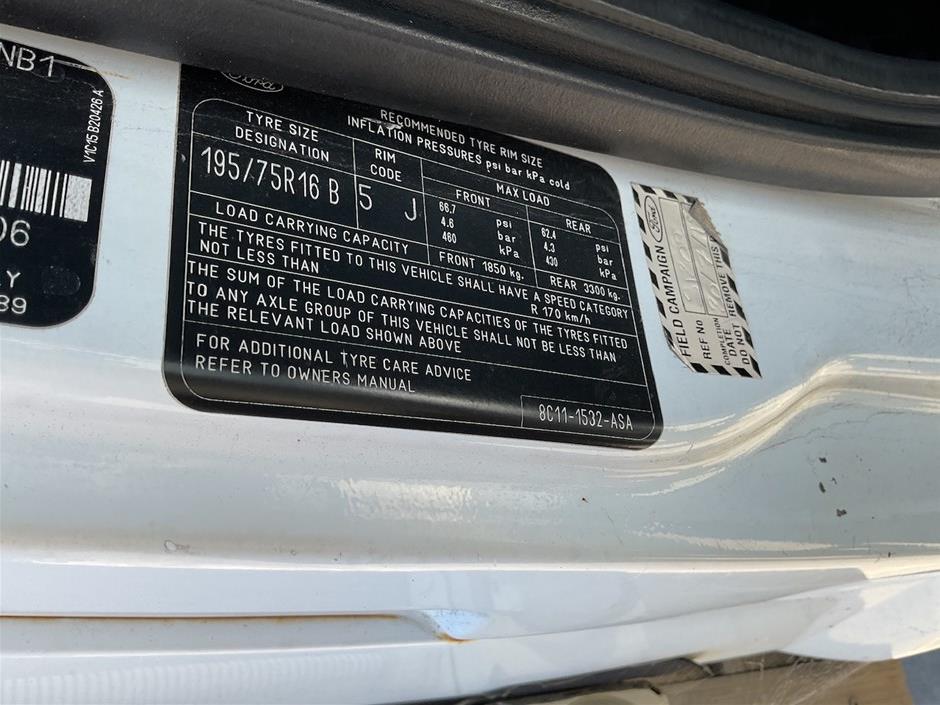 NB1
V1C15 B20426 A
06
Y
89
Ford
RECOMMENDED TYRE RIM SIZE
INFLATION PRESSURES psi bar kPa cold
TYRE SIZE
DESIGNATION
RIM
CODE
MAX LOAD
FRONT
REAR
195/75R16 B
5 J
66.7 psi
4.6 bar
460 kPa
62.4 psi
4.3 bar
430 kPa
LOAD CARRYING CAPACITY
FRONT 1850 kg.
REAR 3300 kg.
THE TYRES FITTED TO THIS VEHICLE SHALL HAVE A SPEED CATEGORY
NOT LESS THAN
R 170 km/h
THE SUM OF THE LOAD CARRYING CAPACITIES OF THE TYRES FITTED
TO ANY AXLE GROUP OF THIS VEHICLE SHALL NOT BE LESS THAN
THE RELEVANT LOAD SHOWN ABOVE
FOR ADDITIONAL TYRE CARE ADVICE
REFER TO OWNERS MANUAL
8C11-1532-ASA
Ford
FIELD CAMPAIGN
REF No
COMPLETION
DATE
DO NOT REMOVE THIS